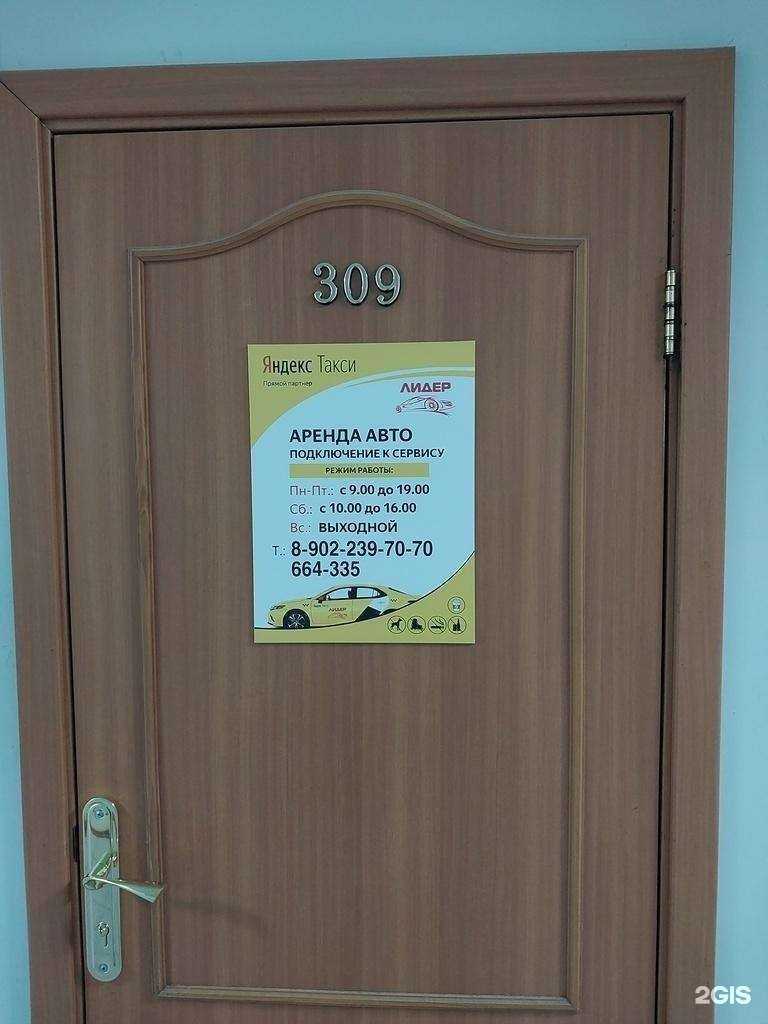 309
Яндекс Такси
Прямой партнер
ЛИДЕР
АРЕНДА АВТО
ПОДКЛЮЧЕНИЕ К СЕРВИСУ
РЕЖИМ РАБОТЫ:
Пн-Пт.: с 9.00 до 19.00
Сб.: с 10.00 до 16.00
Вс.: ВЫХОДНОЙ
Т.: 8-902-239-70-70
664-335
ЛИДЕР
2GIS